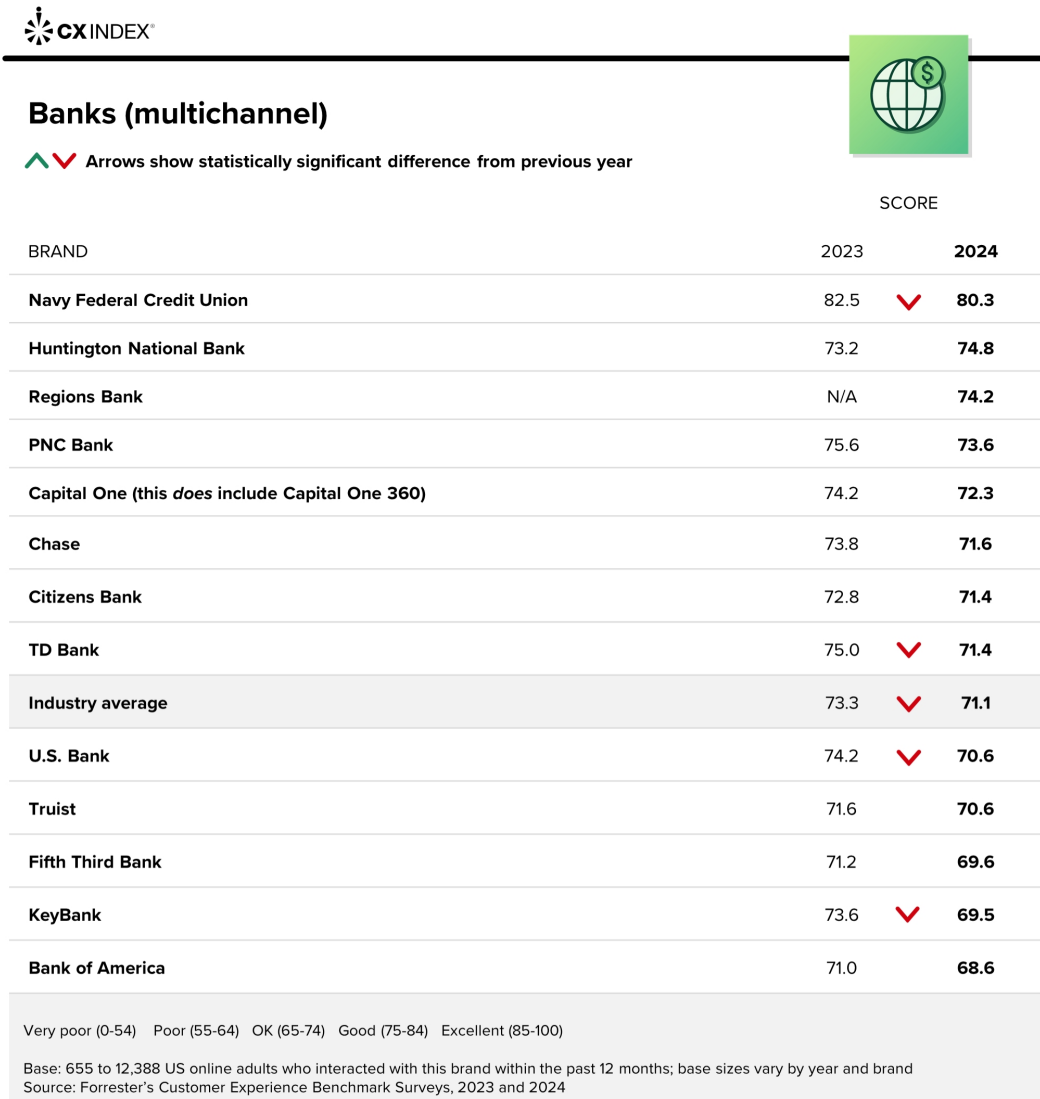 CX INDEX®
$
Banks (multichannel)
Arrows show statistically significant difference from previous year
SCORE
BRAND 2023 2024
Navy Federal Credit Union 82.5 80.3
Huntington National Bank 73.2 74.8
Regions Bank N/A 74.2
PNC Bank 75.6 73.6
Capital One (this does include Capital One 360) 74.2 72.3
Chase 73.8 71.6
Citizens Bank 72.8 71.4
TD Bank 75.0 71.4
Industry average 73.3 71.1
U.S. Bank 74.2 70.6
Truist 71.6 70.6
Fifth Third Bank 71.2 69.6
KeyBank 73.6 69.5
Bank of America 71.0 68.6
Very poor (0-54) Poor (55-64) OK (65-74) Good (75-84) Excellent (85-100)
Base: 655 to 12,388 US online adults who interacted with this brand within the past 12 months; base sizes vary by year and brand
Source: Forrester’s Customer Experience Benchmark Surveys, 2023 and 2024